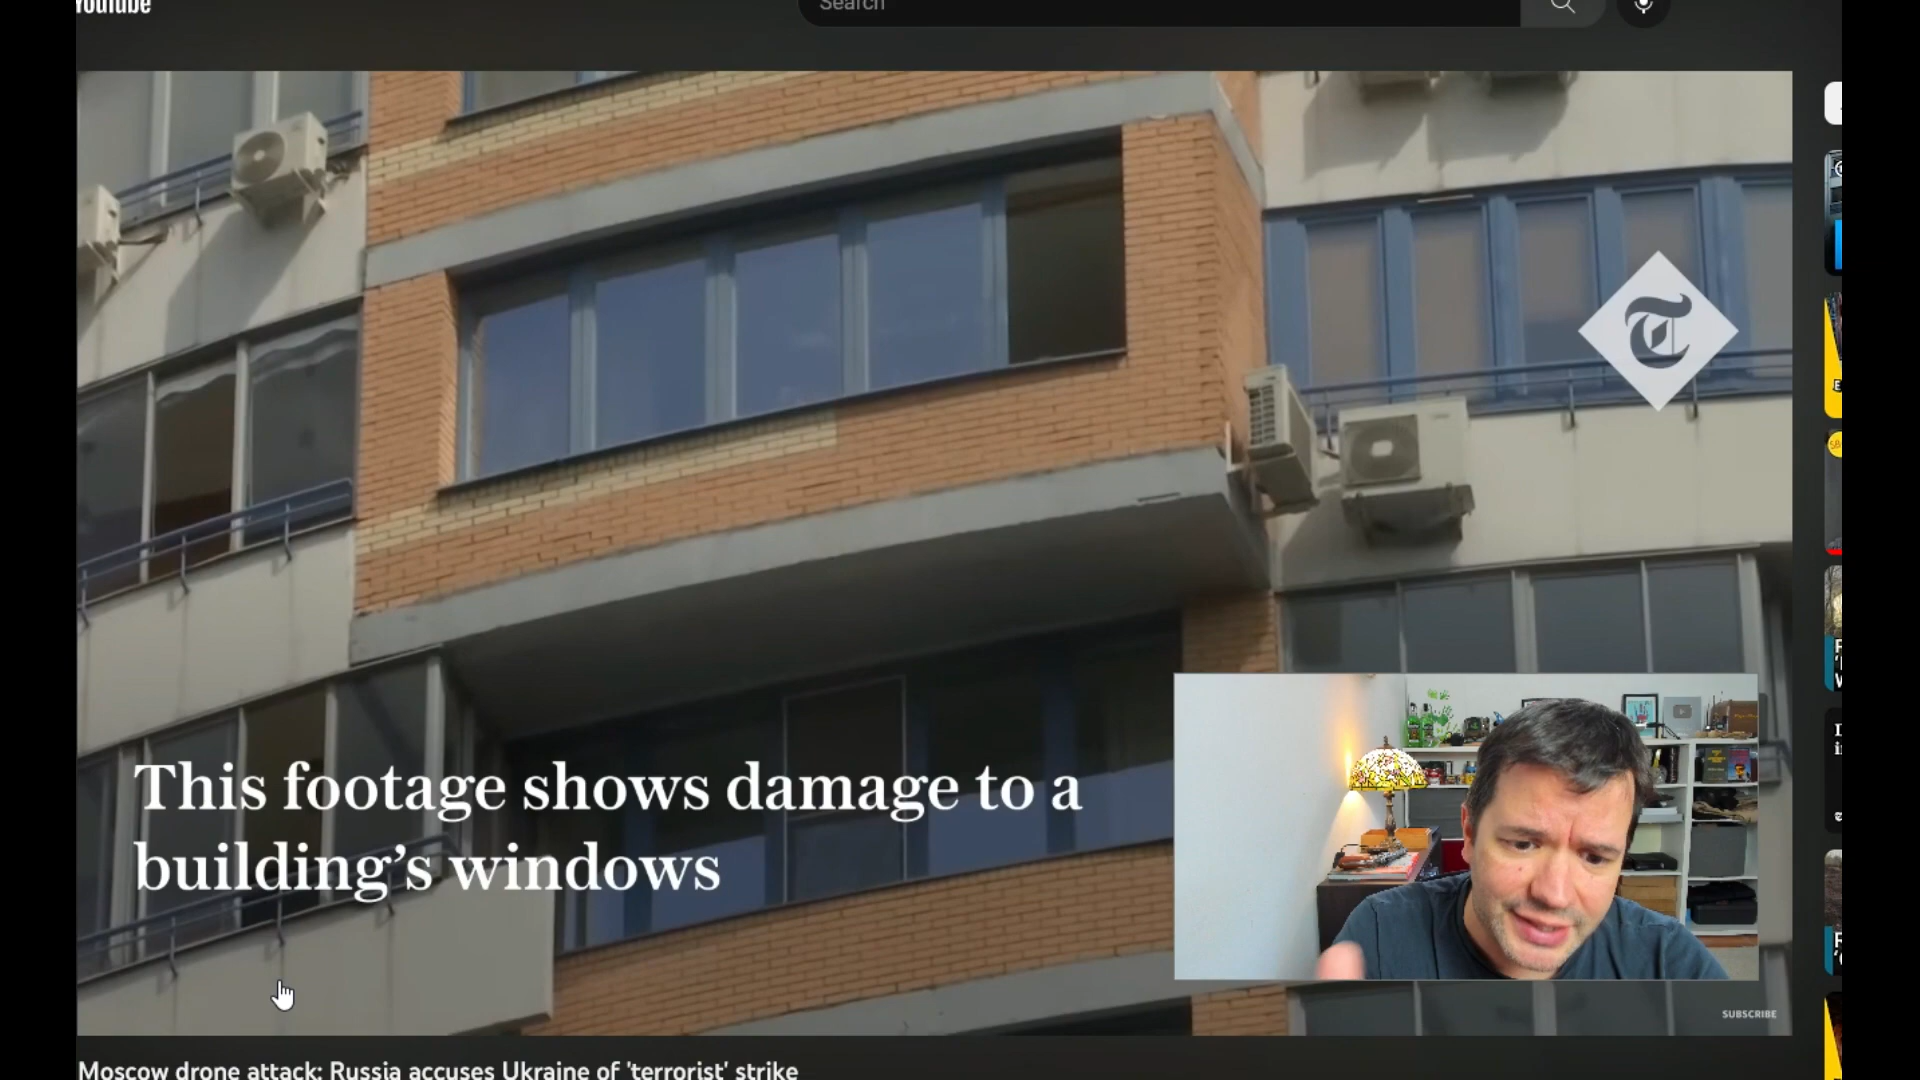 YouTube
Search
This footage shows damage to a
building's windows
SUBSCRIBE
Moscow drone attack: Russia accuses Ukraine of 'terrorist' strike